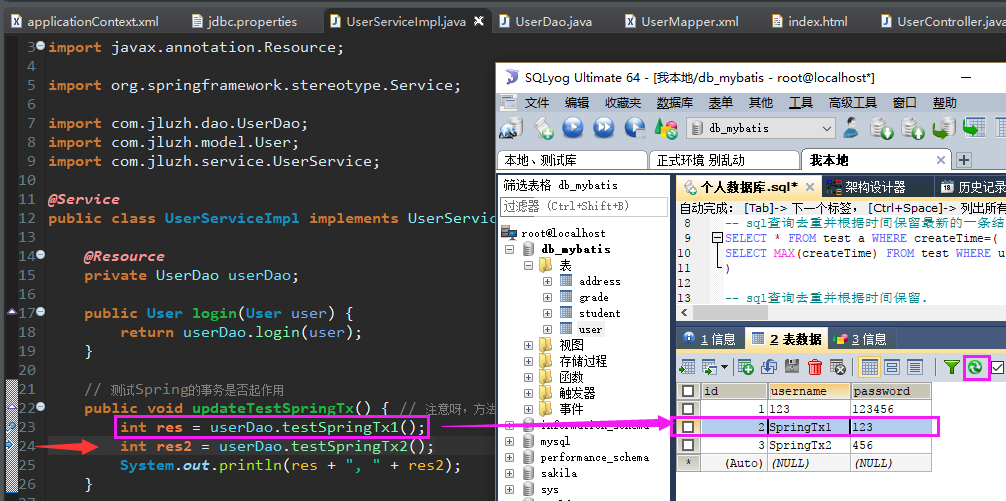 applicationContext.xml
jdbc.properties
UserServiceImpl.java
UserDao.java
UserMapper.xml
index.html
UserController.java
3 import javax.annotation.Resource;
4
5 import org.springframework.stereotype.Service;
6
7 import com.jluzh.dao.UserDao;
8 import com.jluzh.model.User;
9 import com.jluzh.service.UserService;
10
11 @Service
12 public class UserServiceImpl implements UserService
13
14 @Resource
15 private UserDao userDao;
16
17 public User login(User user) {
18 return userDao.login(user);
19 }
20
21 // 测试Spring的事务是否起作用
22 public void updateTestSpringTx() { // 注意呀，方法
23 int res = userDao.testSpringTx1();
24 int res2 = userDao.testSpringTx2();
25 System.out.println(res + ", " + res2);
26 }
SQLyog Ultimate 64 - [我本地/db_mybatis - root@localhost*]
文件 编辑 收藏夹 数据库 表单 其他 工具 高级工具 窗口 帮助
db_mybatis
本地、测试库 正式环境 别乱动 我本地
筛选表格 db_mybatis
过滤器 (Ctrl+Shift+B)
root@localhost
db_mybatis
表
address
grade
student
user
视图
存储过程
函数
触发器
事件
information_schema
mysql
performance_schema
sakila
sys
个人数据库.sql* 架构设计器 历史记录
自动完成： [Tab]-> 下一个标签， [Ctrl+Space]-> 列出所有
8 -- sql查询去重并根据时间保留最新的一条结
9 SELECT * FROM test a WHERE createTime=(
10 SELECT MAX(createTime) FROM test WHERE u
11 )
12
13 -- sql查询去重并根据时间保留.
1 信息 2 表数据 3 信息
id username password
1 123 123456
2 SpringTx1 123
3 SpringTx2 456
* (Auto) (NULL) (NULL)